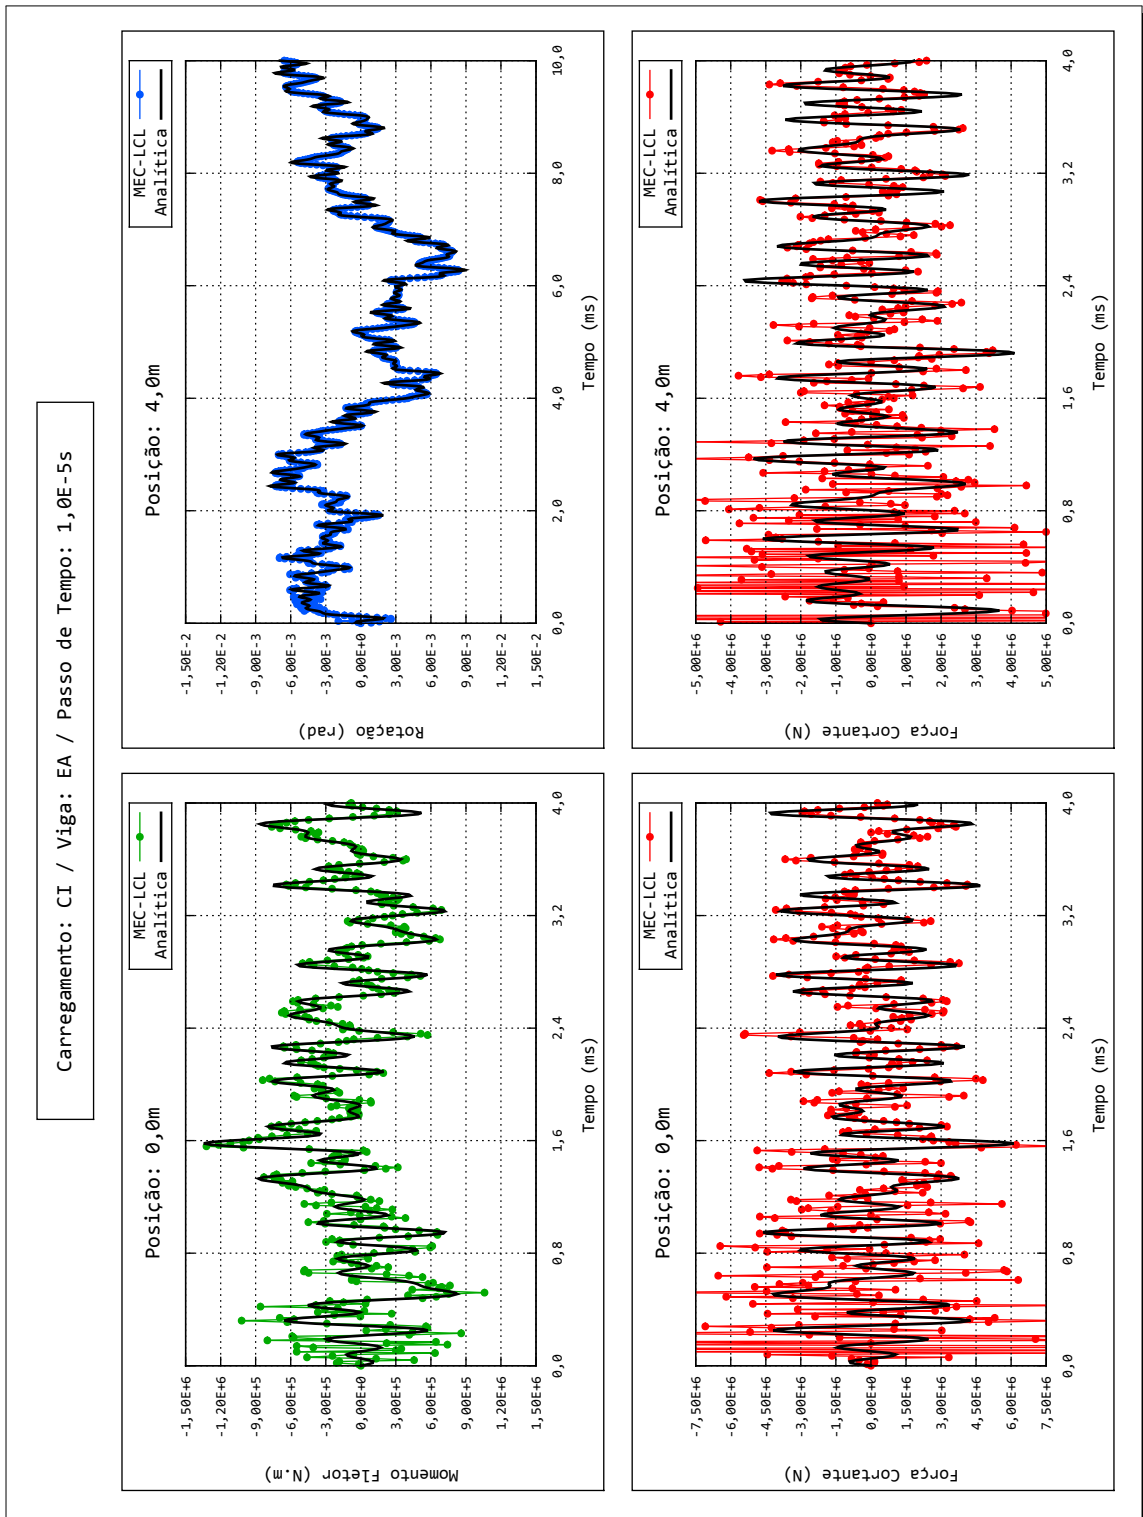 Carregamento: CI / Viga: EA / Passo de Tempo: 1,0E-5s
Posição: 0,0m
MEC-LCL
Analítica
Momento Fletor (N.m)
-1,50E+6
-1,20E+6
-9,00E+5
-6,00E+5
-3,00E+5
0,00E+0
3,00E+5
6,00E+5
9,00E+5
1,20E+6
1,50E+6
0,0 0,8 1,6 2,4 3,2 4,0
Tempo (ms)
Posição: 4,0m
MEC-LCL
Analítica
Rotação (rad)
-1,50E-2
-1,20E-2
-9,00E-3
-6,00E-3
-3,00E-3
0,00E+0
3,00E-3
6,00E-3
9,00E-3
1,20E-2
1,50E-2
0,0 2,0 4,0 6,0 8,0 10,0
Tempo (ms)
Posição: 0,0m
MEC-LCL
Analítica
Força Cortante (N)
-7,50E+6
-6,00E+6
-4,50E+6
-3,00E+6
-1,50E+6
0,00E+0
1,50E+6
3,00E+6
4,50E+6
6,00E+6
7,50E+6
0,0 0,8 1,6 2,4 3,2 4,0
Tempo (ms)
Posição: 4,0m
MEC-LCL
Analítica
Força Cortante (N)
-5,00E+6
-4,00E+6
-3,00E+6
-2,00E+6
-1,00E+6
0,00E+0
1,00E+6
2,00E+6
3,00E+6
4,00E+6
5,00E+6
0,0 0,8 1,6 2,4 3,2 4,0
Tempo (ms)